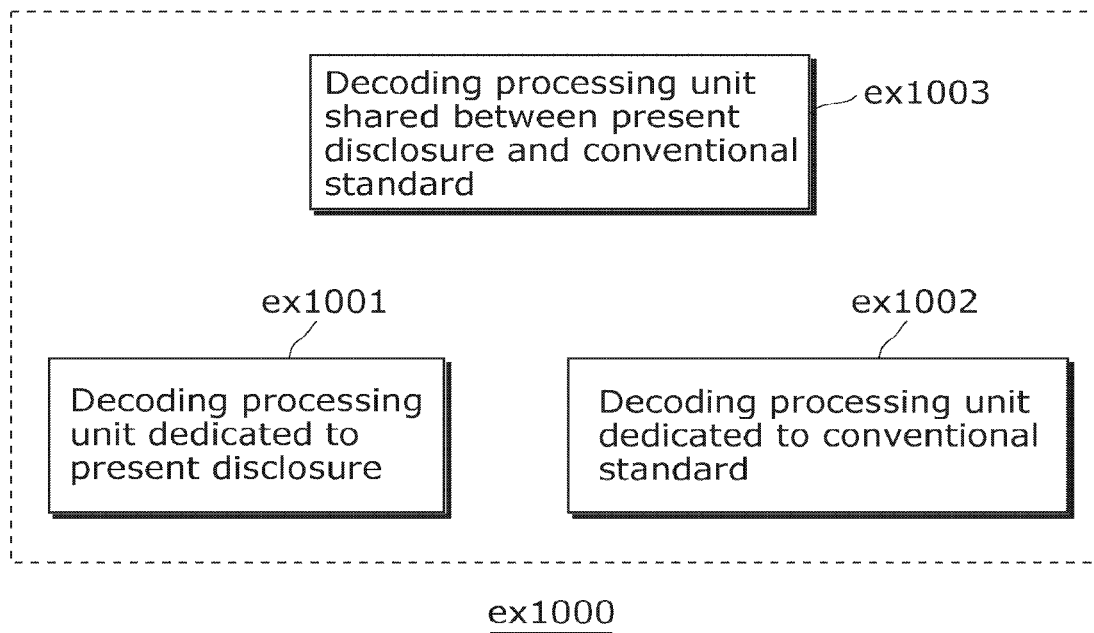 Decoding processing unit
shared between present
disclosure and conventional
standard
ex1003
ex1001
ex1002
Decoding processing
unit dedicated to
present disclosure
Decoding processing unit
dedicated to conventional
standard
ex1000